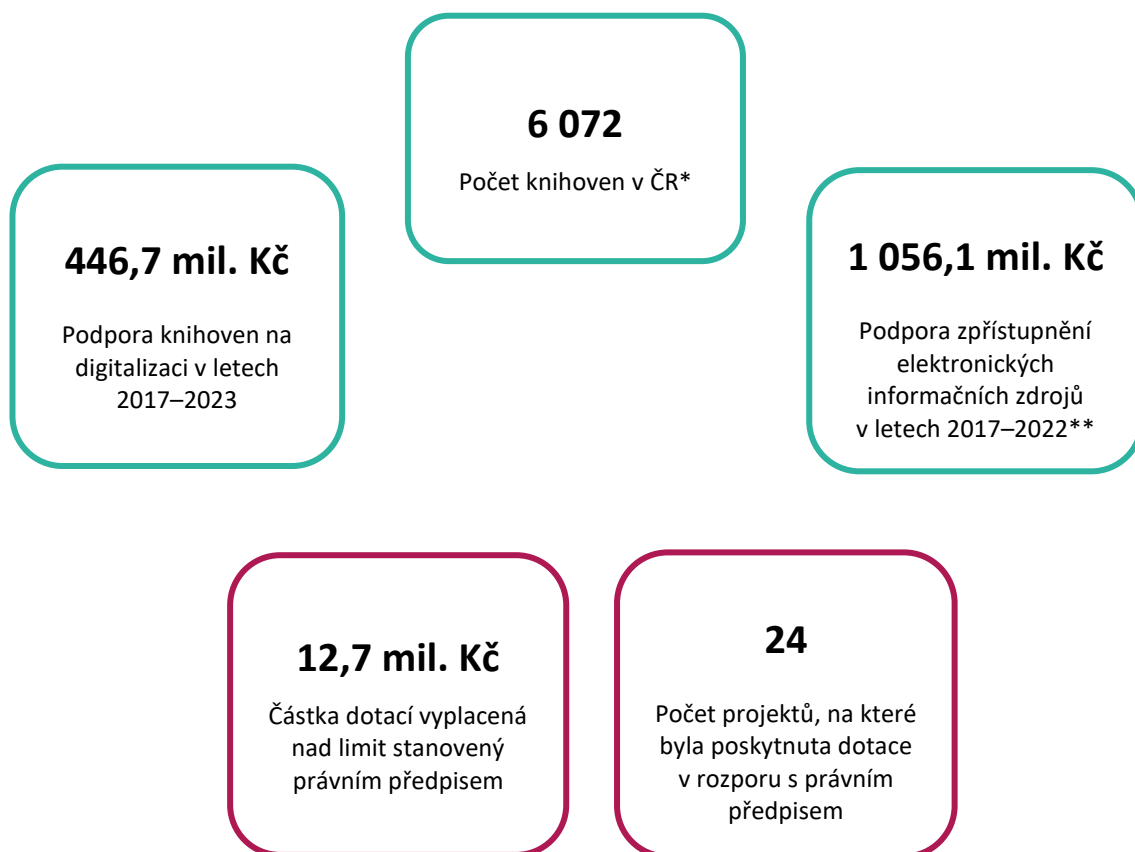 6 072
Počet knihoven v ČR*
446,7 mil. Kč
Podpora knihoven na
digitalizaci v letech
2017–2023
1 056,1 mil. Kč
Podpora zpřístupnění
elektronických
informačních zdrojů
v letech 2017–2022**
12,7 mil. Kč
Částka dotací vyplacená
nad limit stanovený
právním předpisem
24
Počet projektů, na které
byla poskytnuta dotace
v rozporu s právním
předpisem